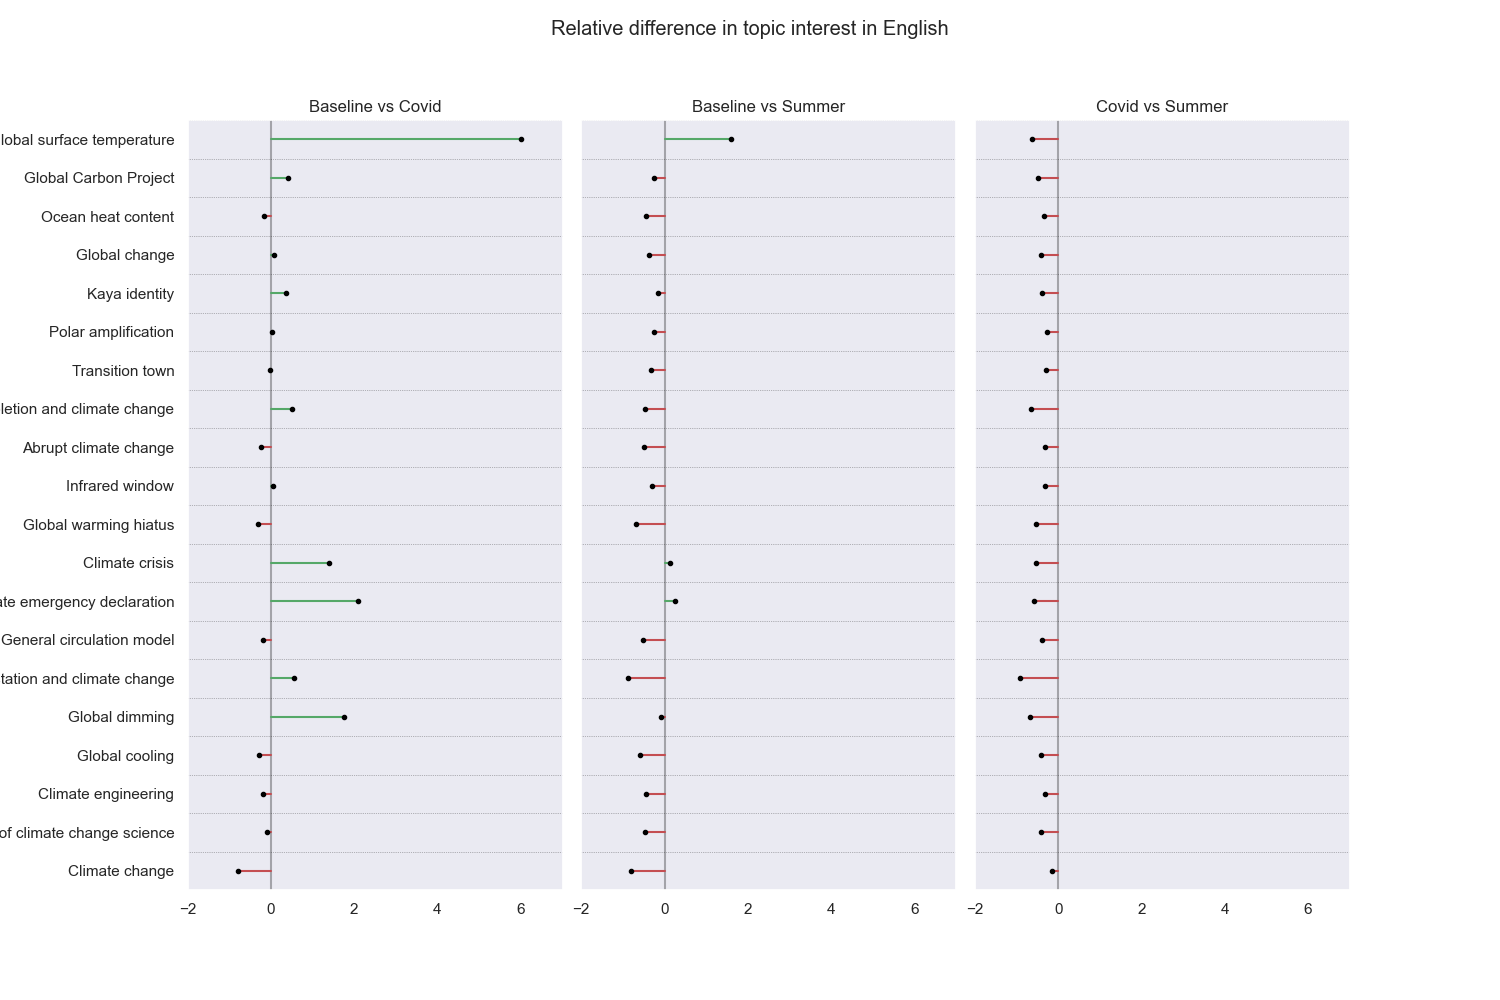 Relative difference in topic interest in English
Baseline vs Covid
Baseline vs Summer
Covid vs Summer
lobal surface temperature
Global Carbon Project
Ocean heat content
Global change
Kaya identity
Polar amplification
Transition town
letion and climate change
Abrupt climate change
Infrared window
Global warming hiatus
Climate crisis
ate emergency declaration
General circulation model
tation and climate change
Global dimming
Global cooling
Climate engineering
of climate change science
Climate change
−2 0 2 4 6 −2 0 2 4 6 −2 0 2 4 6